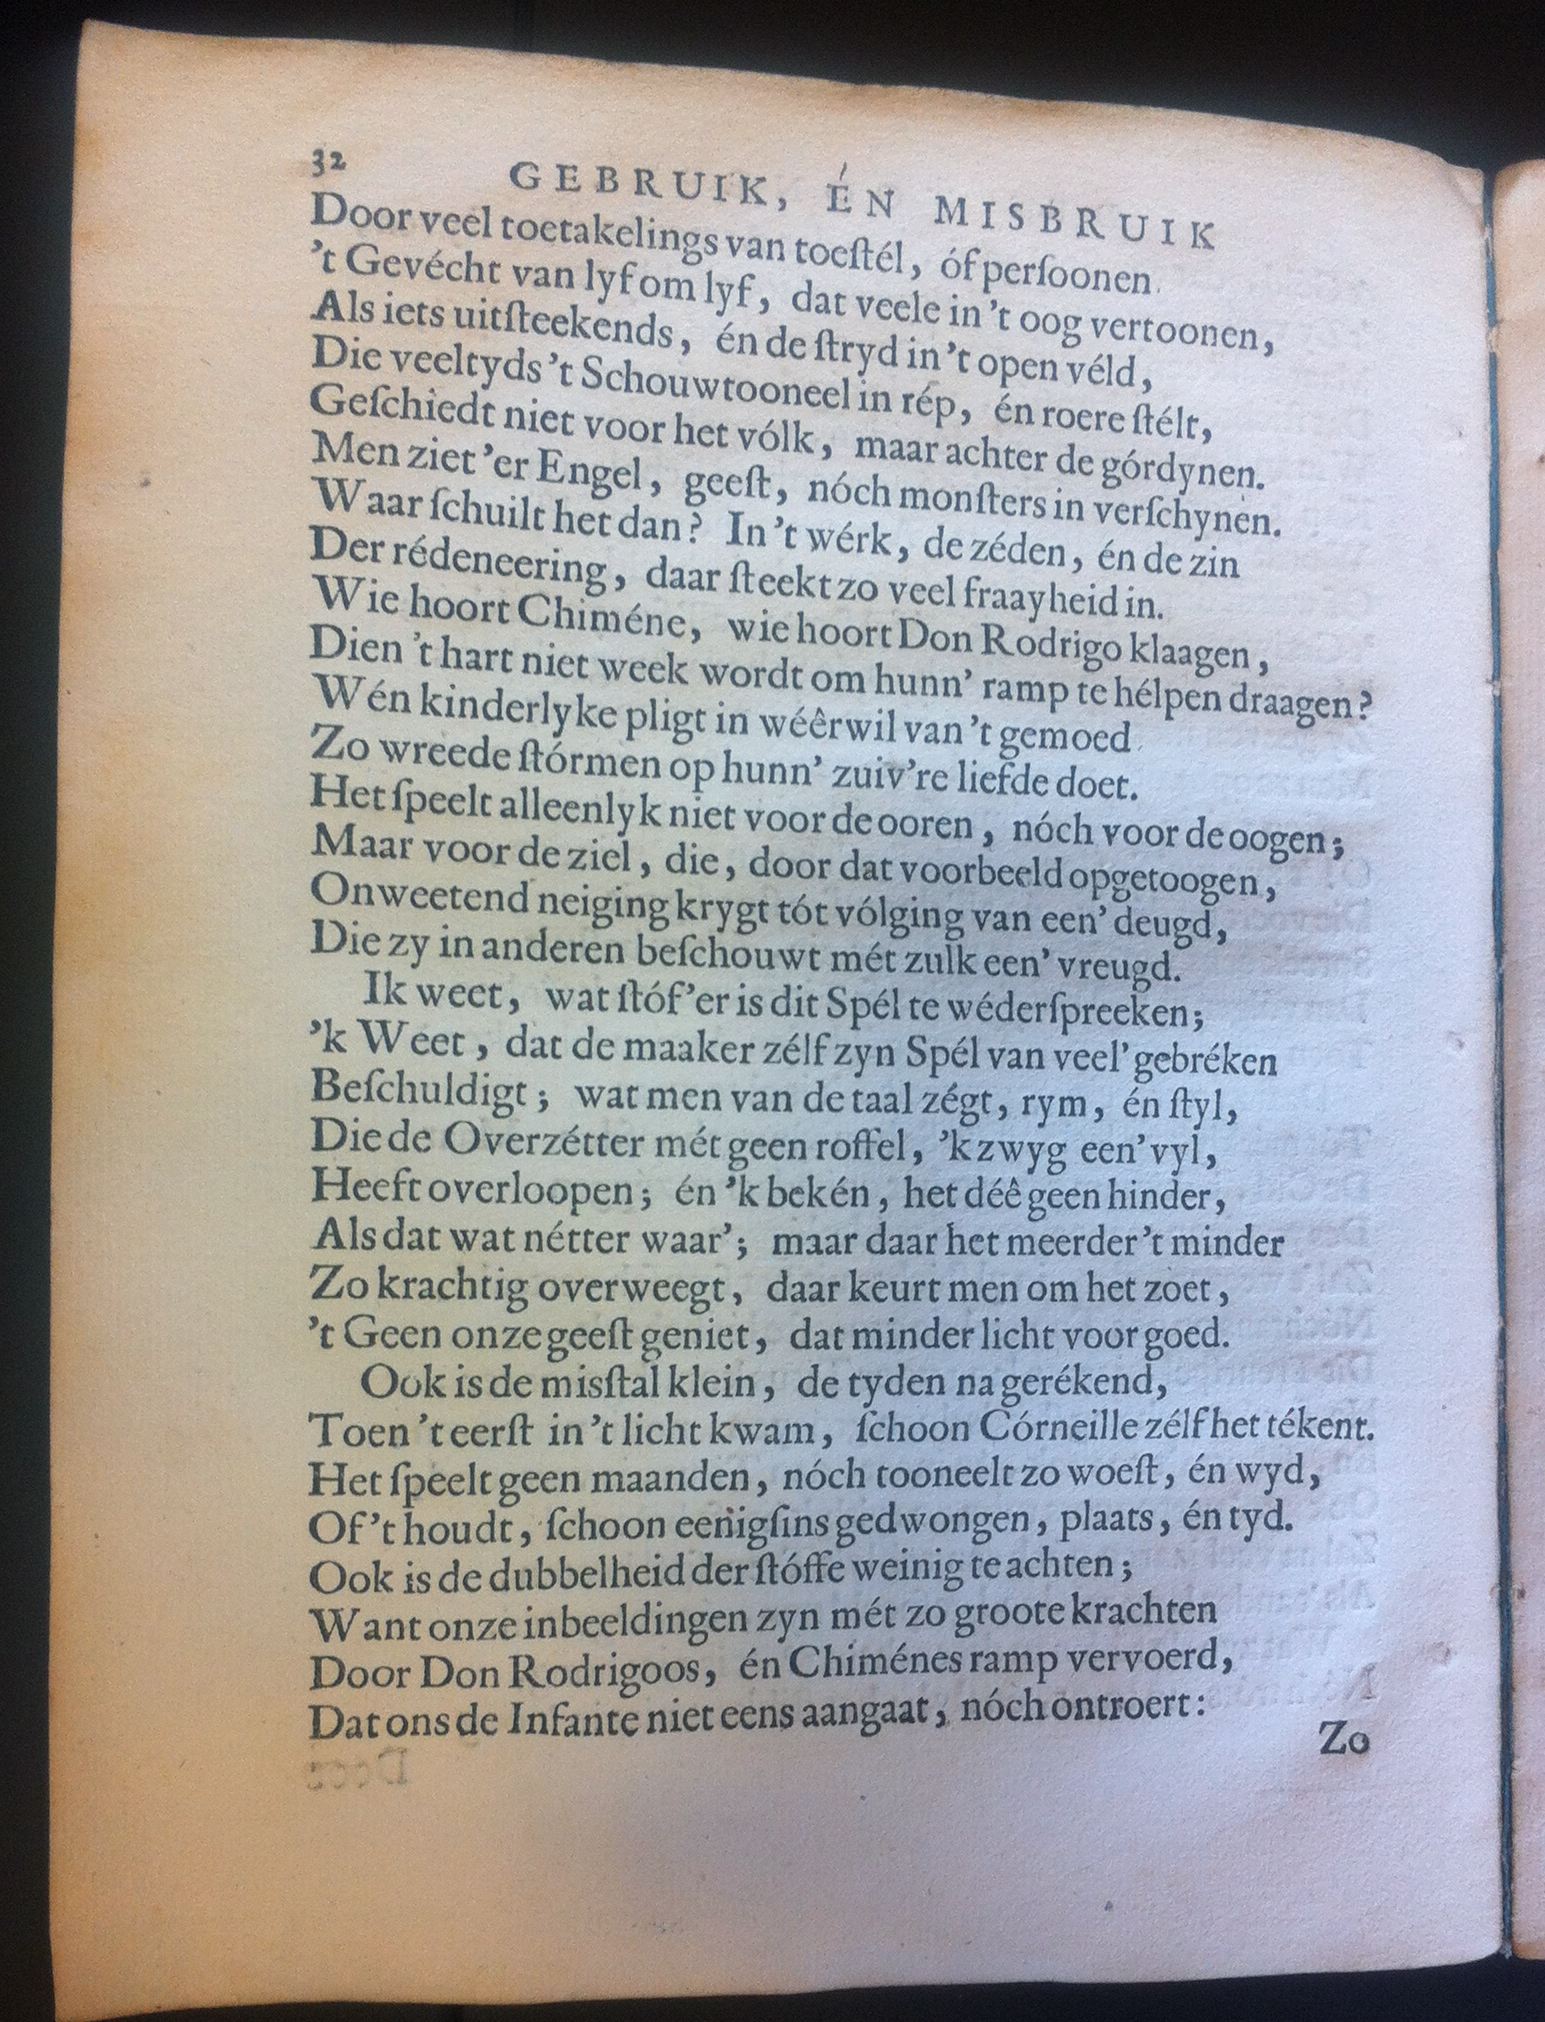 32 GEBRUIK, ÉN MISBRUIK
Door veel toetakelings van toeſtél, óf perſoonen.
't Gevécht van lyf om lyf, dat veele in 't oog vertoonen,
Als iets uitſteekends, én de ſtryd in 't open véld,
Die veeltyds 't Schouwtooneel in rép, én roere ſtélt,
Geſchiedt niet voor het vólk, maar achter de górdynen.
Men ziet 'er Engel, geeſt, nóch monſters in verſchynen.
Waar ſchuilt het dan? In 't wérk, de zéden, én de zin
Der rédeneering, daar ſteekt zo veel fraayheid in.
Wie hoort Chiméne, wie hoort Don Rodrigo klaagen,
Dien 't hart niet week wordt om hunn' ramp te hélpen draagen?
Wén kinderlyke pligt in wéêrwil van 't gemoed
Zo wreede ſtórmen op hunn' zuiv're liefde doet.
Het ſpeelt alleenlyk niet voor de ooren, nóch voor de oogen;
Maar voor de ziel, die, door dat voorbeeld opgetoogen,
Onweetend neiging krygt tót vólging van een' deugd,
Die zy in anderen beſchouwt mét zulk een' vreugd.
Ik weet, wat ſtóf 'er is dit Spél te wéderſpreeken;
'k Weet, dat de maaker zélf zyn Spél van veel' gebréken
Beſchuldigt; wat men van de taal zégt, rym, én ſtyl,
Die de Overzétter mét geen roffel, 'k zwyg een' vyl,
Heeft overloopen; én 'k bekén, het déê geen hinder,
Als dat wat nétter waar'; maar daar het meerder 't minder
Zo krachtig overweegt, daar keurt men om het zoet,
't Geen onze geeſt geniet, dat minder licht voor goed.
Ook is de misſtal klein, de tyden na gerékend,
Toen 't eerſt in 't licht kwam, ſchoon Córneille zélf het tékent.
Het ſpeelt geen maanden, nóch tooneelt zo woeſt, én wyd,
Of 't houdt, ſchoon eenigſins gedwongen, plaats, én tyd.
Ook is de dubbelheid der ſtóffe weinig te achten;
Want onze inbeeldingen zyn mét zo groote krachten
Door Don Rodrigoos, én Chiménes ramp vervoerd,
Dat ons de Infante niet eens aangaat, nóch ontroert:
Zo